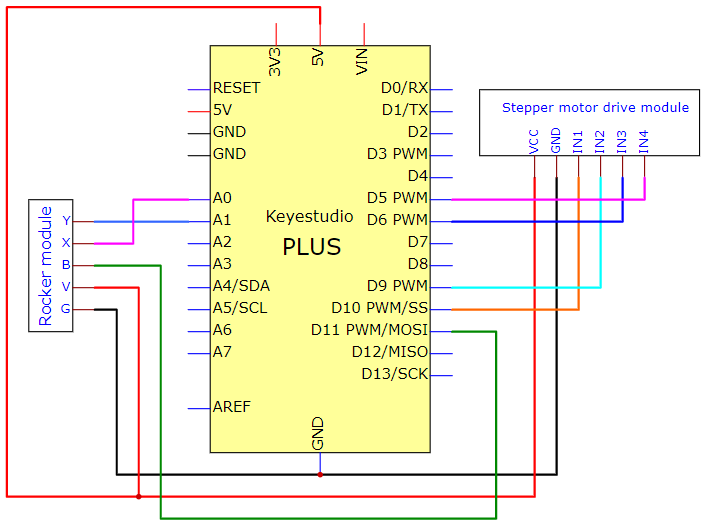 3V3
5V
VIN
RESET
5V
GND
GND
A0
A1
A2
A3
A4/SDA
A5/SCL
A6
A7
AREF
Keyestudio
PLUS
D0/RX
D1/TX
D2
D3 PWM
D4
D5 PWM
D6 PWM
D7
D8
D9 PWM
D10 PWM/SS
D11 PWM/MOSI
D12/MISO
D13/SCK
GND
Rocker module
Y
X
B
V
G
Stepper motor drive module
VCC
GND
IN1
IN2
IN3
IN4